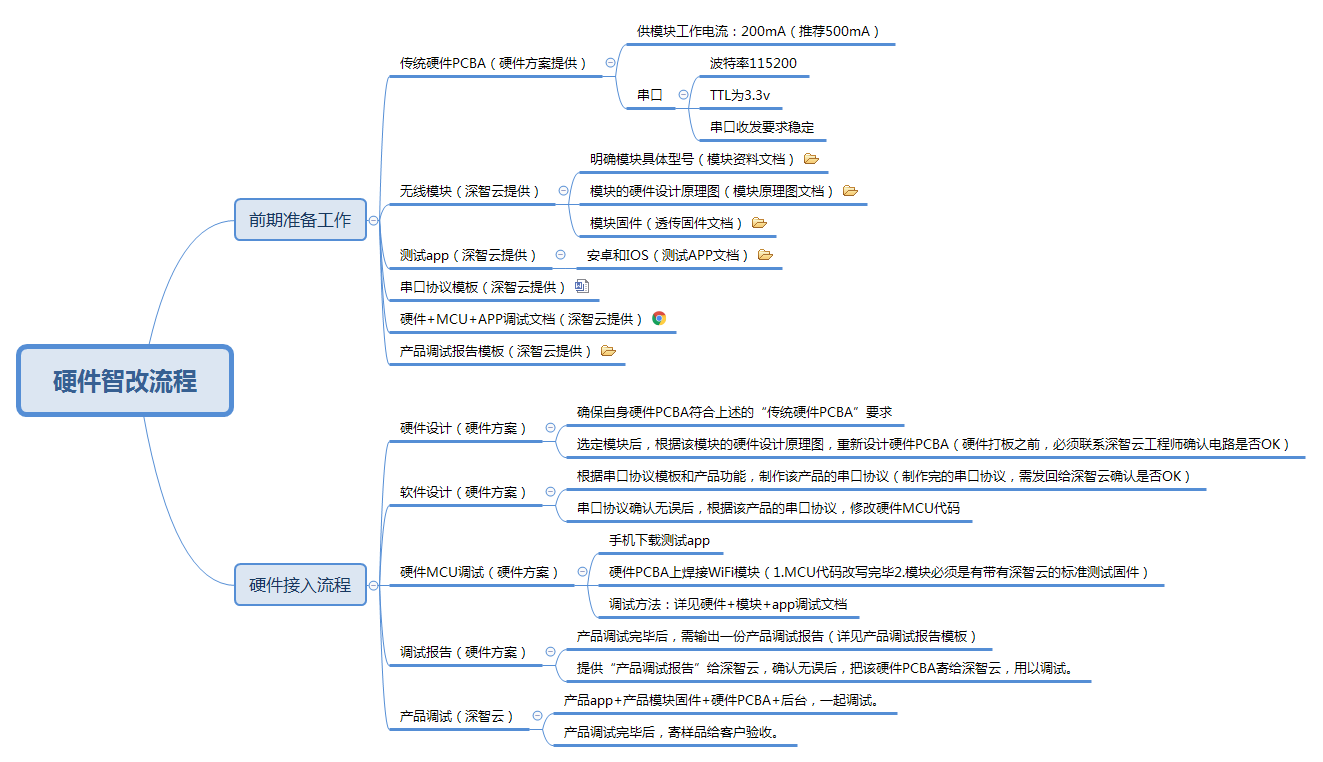 硬件智改流程
前期准备工作
传统硬件PCBA（硬件方案提供）
供模块工作电流：200mA（推荐500mA）
串口
波特率115200
TTL为3.3v
串口收发要求稳定
无线模块（深智云提供）
明确模块具体型号（模块资料文档）
模块的硬件设计原理图（模块原理图文档）
模块固件（透传固件文档）
测试app（深智云提供）
安卓和IOS（测试APP文档）
串口协议模板（深智云提供）
硬件+MCU+APP调试文档（深智云提供）
产品调试报告模板（深智云提供）
硬件接入流程
硬件设计（硬件方案）
确保自身硬件PCBA符合上述的“传统硬件PCBA”要求
选定模块后，根据该模块的硬件设计原理图，重新设计硬件PCBA（硬件打板之前，必须联系深智云工程师确认电路是否OK）
软件设计（硬件方案）
根据串口协议模板和产品功能，制作该产品的串口协议（制作完的串口协议，需发回给深智云确认是否OK）
串口协议确认无误后，根据该产品的串口协议，修改硬件MCU代码
硬件MCU调试（硬件方案）
手机下载测试app
硬件PCBA上焊接WiFi模块（1.MCU代码改写完毕2.模块必须是有带有深智云的标准测试固件）
调试方法：详见硬件+模块+app调试文档
调试报告（硬件方案）
产品调试完毕后，需输出一份产品调试报告（详见产品调试报告模板）
提供“产品调试报告”给深智云，确认无误后，把该硬件PCBA寄给深智云，用以调试。
产品调试（深智云）
产品app+产品模块固件+硬件PCBA+后台，一起调试。
产品调试完毕后，寄样品给客户验收。